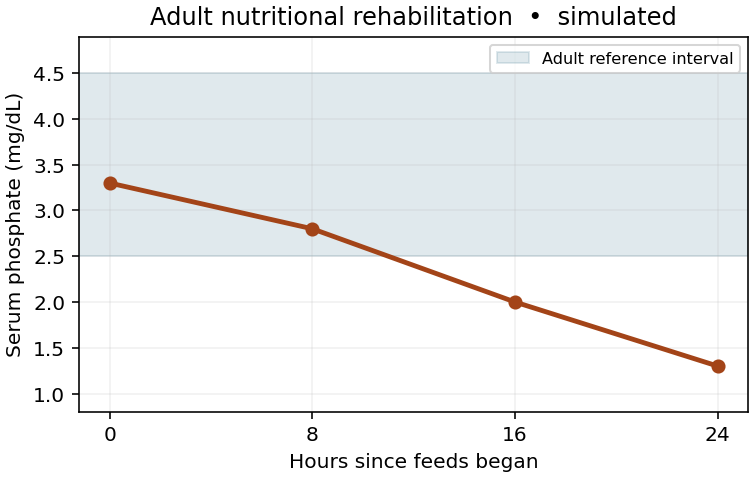 Adult nutritional rehabilitation • simulated
Adult reference interval
Serum phosphate (mg/dL)
4.5
4.0
3.5
3.0
2.5
2.0
1.5
1.0
0 8 16 24
Hours since feeds began